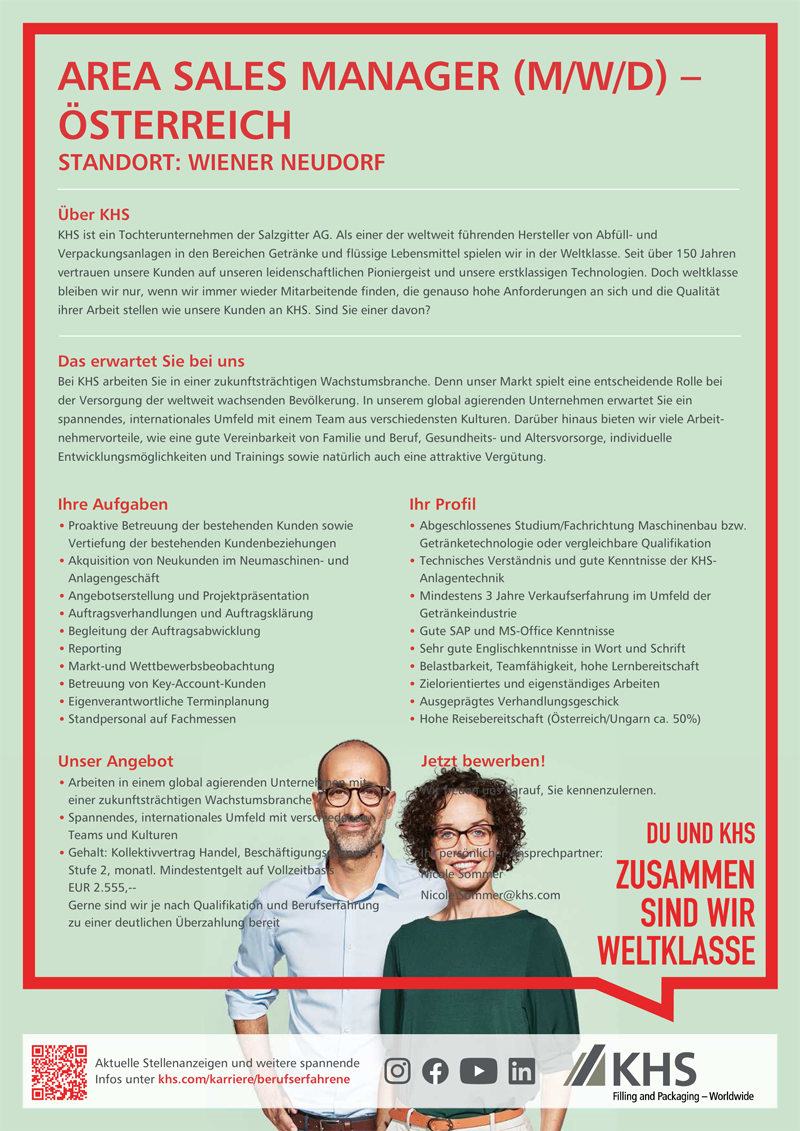 AREA SALES MANAGER (M/W/D) –
ÖSTERREICH
STANDORT: WIENER NEUDORF
Über KHS
KHS ist ein Tochterunternehmen der Salzgitter AG. Als einer der weltweit führenden Hersteller von Abfüll- und
Verpackungsanlagen in den Bereichen Getränke und flüssige Lebensmittel spielen wir in der Weltklasse. Seit über 150 Jahren
vertrauen unsere Kunden auf unseren leidenschaftlichen Pioniergeist und unsere erstklassigen Technologien. Doch weltklasse
bleiben wir nur, wenn wir immer wieder Mitarbeitende finden, die genauso hohe Anforderungen an sich und die Qualität
ihrer Arbeit stellen wie unsere Kunden an KHS. Sind Sie einer davon?
Das erwartet Sie bei uns
Bei KHS arbeiten Sie in einer zukunftsträchtigen Wachstumsbranche. Denn unser Markt spielt eine entscheidende Rolle bei
der Versorgung der weltweit wachsenden Bevölkerung. In unserem global agierenden Unternehmen erwartet Sie ein
spannendes, internationales Umfeld mit einem Team aus verschiedensten Kulturen. Darüber hinaus bieten wir viele Arbeit-
nehmervorteile, wie eine gute Vereinbarkeit von Familie und Beruf, Gesundheits- und Altersvorsorge, individuelle
Entwicklungsmöglichkeiten und Trainings sowie natürlich auch eine attraktive Vergütung.
Ihre Aufgaben
• Proaktive Betreuung der bestehenden Kunden sowie
Vertiefung der bestehenden Kundenbeziehungen
• Akquisition von Neukunden im Neumaschinen- und
Anlagengeschäft
• Angebotserstellung und Projektpräsentation
• Auftragsverhandlungen und Auftragsklärung
• Begleitung der Auftragsabwicklung
• Reporting
• Markt-und Wettbewerbsbeobachtung
• Betreuung von Key-Account-Kunden
• Eigenverantwortliche Terminplanung
• Standpersonal auf Fachmessen
Ihr Profil
• Abgeschlossenes Studium/Fachrichtung Maschinenbau bzw.
Getränketechnologie oder vergleichbare Qualifikation
• Technisches Verständnis und gute Kenntnisse der KHS-
Anlagentechnik
• Mindestens 3 Jahre Verkaufserfahrung im Umfeld der
Getränkeindustrie
• Gute SAP und MS-Office Kenntnisse
• Sehr gute Englischkenntnisse in Wort und Schrift
• Belastbarkeit, Teamfähigkeit, hohe Lernbereitschaft
• Zielorientiertes und eigenständiges Arbeiten
• Ausgeprägtes Verhandlungsgeschick
• Hohe Reisebereitschaft (Österreich/Ungarn ca. 50%)
Unser Angebot
• Arbeiten in einem global agierenden Unternehmen mit
einer zukunftsträchtigen Wachstumsbranche
• Spannendes, internationales Umfeld mit verschiedenen
Teams und Kulturen
• Gehalt: Kollektivvertrag Handel,
Stufe 2, monatl. Mindestentgelt auf Vollzeitbasis
EUR 2.555,--
Gerne sind wir je nach Qualifikation und Berufserfahrung
zu einer deutlichen Überzahlung bereit
Jetzt bewerben!
Wir freuen uns darauf, Sie kennenzulernen.
Ihr persönlicher Ansprechpartner:
Nicole Sommer
Nicole.Sommer@khs.com
DU UND KHS
ZUSAMMEN
SIND WIR
WELTKLASSE
Aktuelle Stellenanzeigen und weitere spannende
Infos unter khs.com/karriere/berufserfahrene
in
KHS
Filling and Packaging – Worldwide